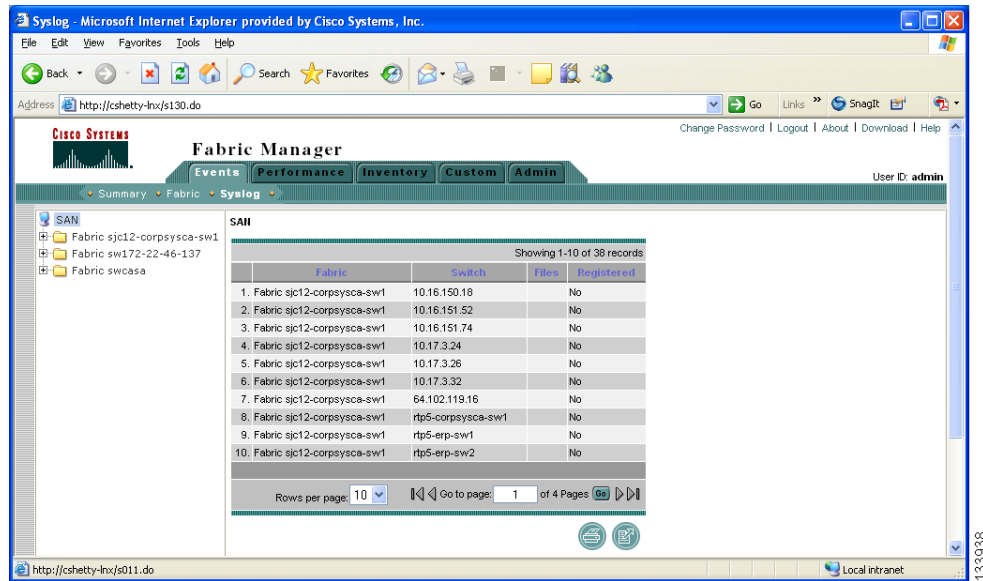 Syslog - Microsoft Internet Explorer provided by Cisco Systems, Inc.
File Edit View Favorites Tools Help
Back Search Favorites
Address http://cshetty-lnx/s130.do Go Links » SnagIt
Change Password | Logout | About | Download | Help
CISCO SYSTEMS
Fabric Manager
Events Performance Inventory Custom Admin
User ID: admin
Summary Fabric Syslog
SAN
Fabric sjc12-corpsysca-sw1
Fabric sw172-22-46-137
Fabric swcasa
SAN
Showing 1-10 of 38 records
Fabric Switch Files Registered
1. Fabric sjc12-corpsysca-sw1 10.16.150.18 No
2. Fabric sjc12-corpsysca-sw1 10.16.151.52 No
3. Fabric sjc12-corpsysca-sw1 10.16.151.74 No
4. Fabric sjc12-corpsysca-sw1 10.17.3.24 No
5. Fabric sjc12-corpsysca-sw1 10.17.3.26 No
6. Fabric sjc12-corpsysca-sw1 10.17.3.32 No
7. Fabric sjc12-corpsysca-sw1 64.102.119.16 No
8. Fabric sjc12-corpsysca-sw1 rtp5-corpsysca-sw1 No
9. Fabric sjc12-corpsysca-sw1 rtp5-erp-sw1 No
10. Fabric sjc12-corpsysca-sw1 rtp5-erp-sw2 No
Rows per page: 10 Go to page: 1 of 4 Pages Go
http://cshetty-lnx/s011.do Local intranet
133938